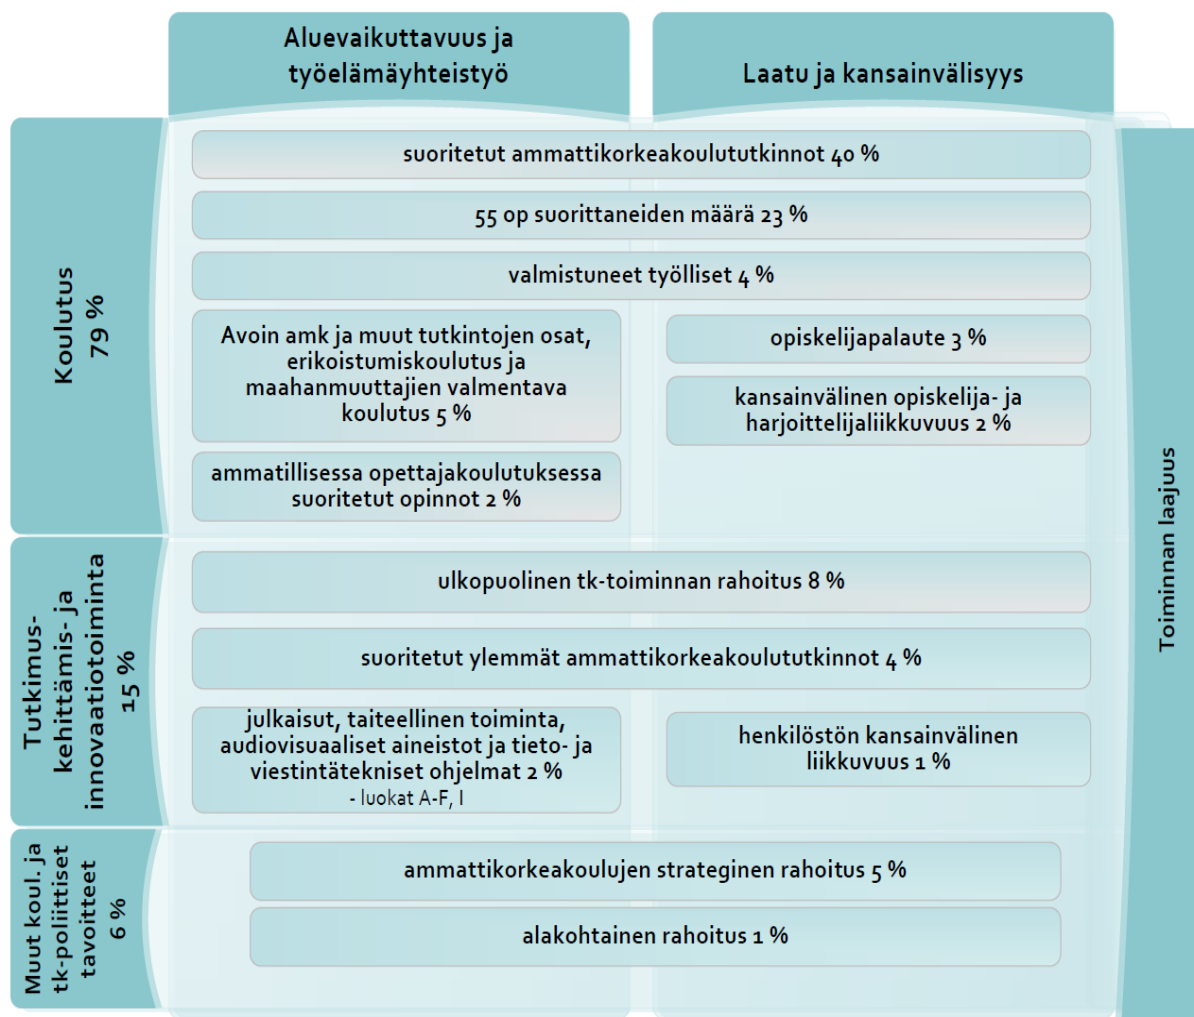 Aluevaikuttavuus ja
työelämäyhteistyö
Laatu ja kansainvälisyys
Koulutus
79 %
suoritetut ammattikorkeakoulututkinnot 40 %
55 op suorittaneiden määrä 23 %
valmistuneet työlliset 4 %
Avoin amk ja muut tutkintojen osat,
erikoistumiskoulutus ja
maahanmuuttajien valmentava
koulutus 5 %
opiskelijapalaute 3 %
kansainvälinen opiskelija- ja
harjoittelijaliikkuvuus 2 %
ammatillisessa opettajakoulutuksessa
suoritetut opinnot 2 %
Tutkimus-
kehittämis- ja
innovaatiotoiminta
15 %
ulkopuolinen tk-toiminnan rahoitus 8 %
suoritetut ylemmät ammattikorkeakoulututkinnot 4 %
julkaisut, taiteellinen toiminta,
audiovisuaaliset aineistot ja tieto- ja
viestintätekniset ohjelmat 2 %
- luokat A-F, I
henkilöstön kansainvälinen
liikkuvuus 1 %
Muut koul. ja
tk-poliittiset
tavoitteet
6 %
ammattikorkeakoulujen strateginen rahoitus 5 %
alakohtainen rahoitus 1 %
Toiminnan laajuus